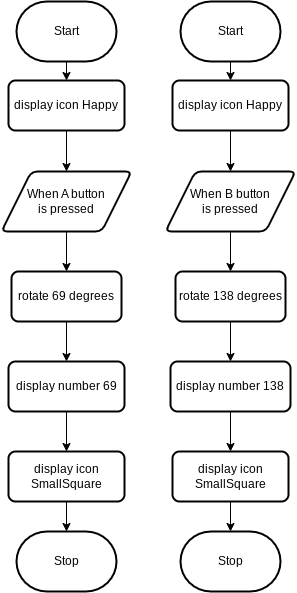 Start
display icon Happy
When A button
is pressed
rotate 69 degrees
display number 69
display icon
SmallSquare
Stop
Start
display icon Happy
When B button
is pressed
rotate 138 degrees
display number 138
display icon
SmallSquare
Stop